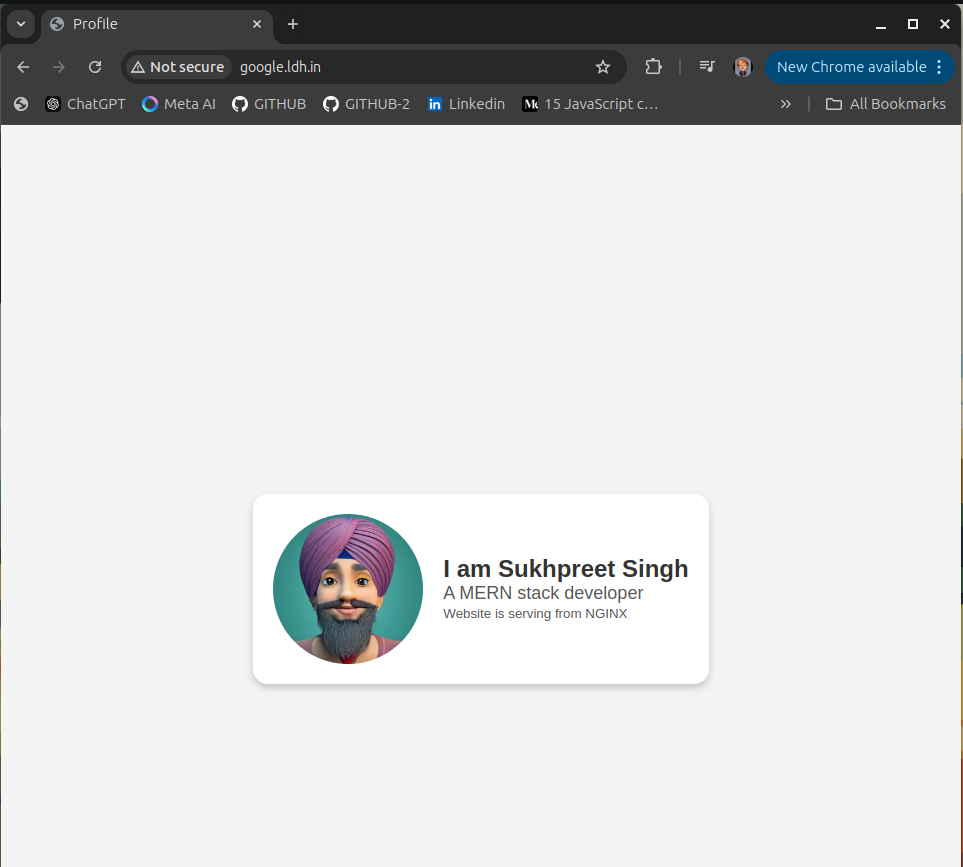 Profile
Not secure google.ldh.in New Chrome available
ChatGPT Meta AI GITHUB GITHUB-2 Linkedin 15 JavaScript c... All Bookmarks
I am Sukhpreet Singh
A MERN stack developer
Website is serving from NGINX